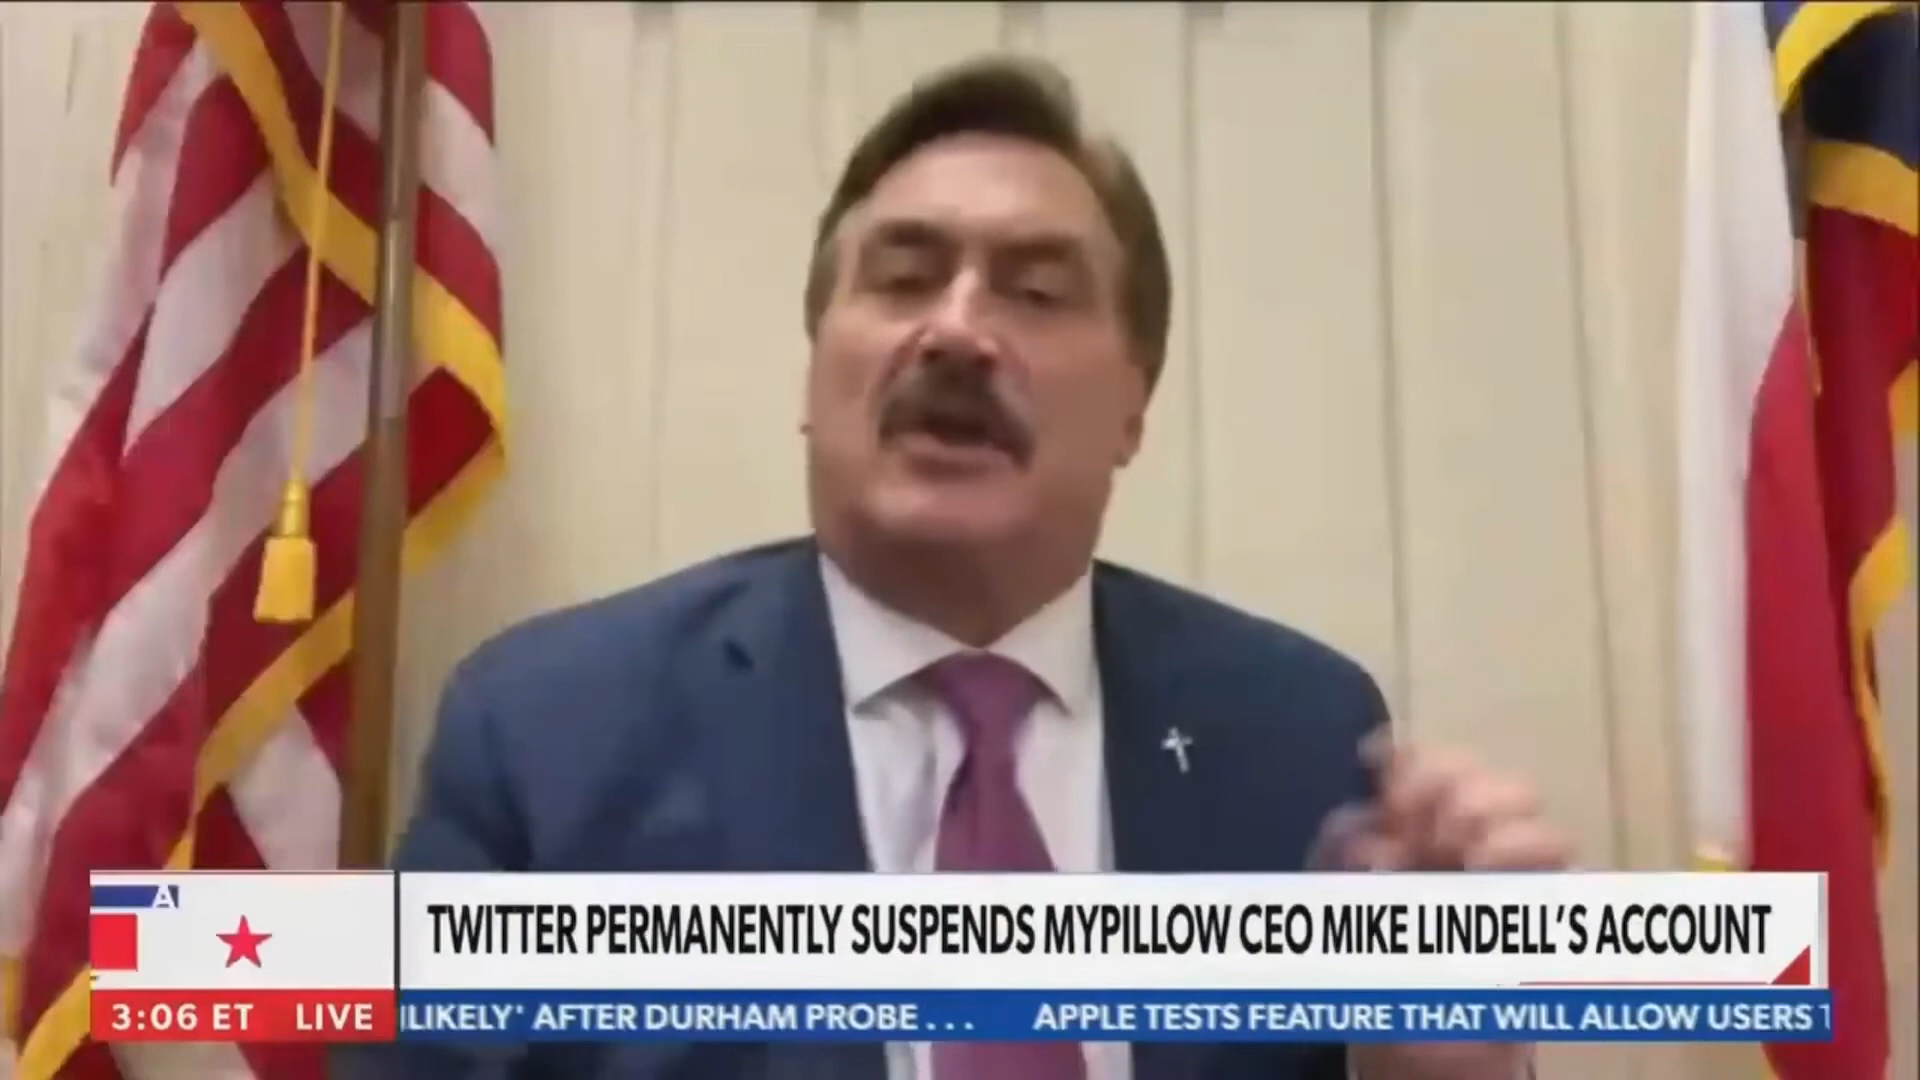 A
TWITTER PERMANENTLY SUSPENDS MYPILLOW CEO MIKE LINDELL'S ACCOUNT
3:06 ET LIVE
LIKELY' AFTER DURHAM PROBE... APPLE TESTS FEATURE THAT WILL ALLOW USERS